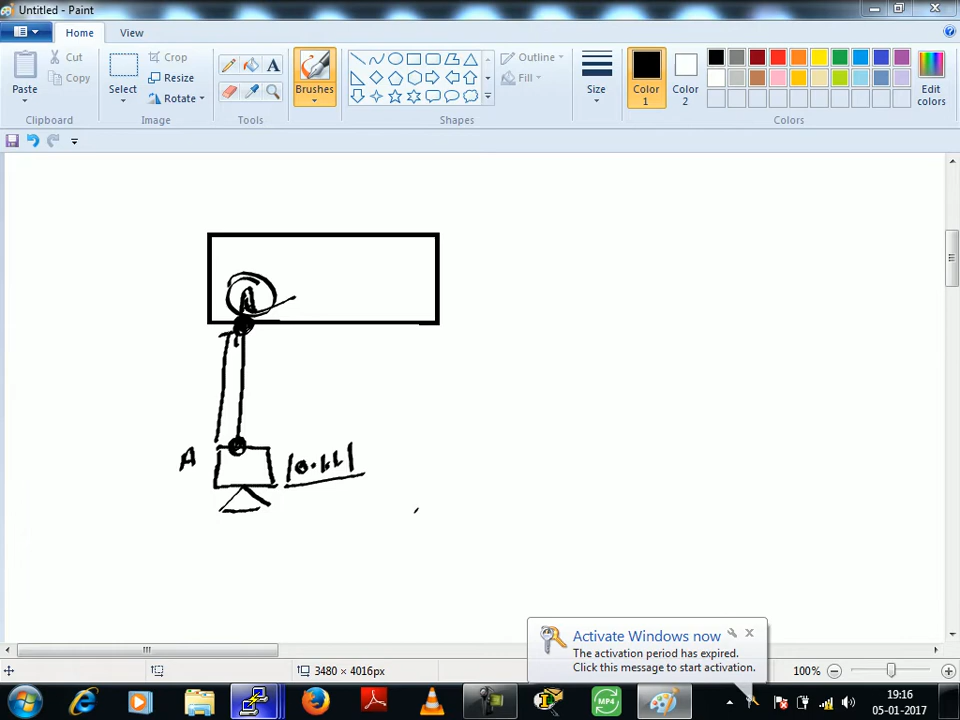 Untitled - Paint
Home
View
Paste
Cut
Copy
Clipboard
Select
Crop
Resize
Rotate
Image
A
Tools
Brushes
Outline
Fill
Shapes
Size
Color 1
Color 2
Edit colors
Colors
A
A
Activate Windows now
The activation period has expired.
Click this message to start activation.
3480 × 4016px
100%
MP4
19:16
05-01-2017